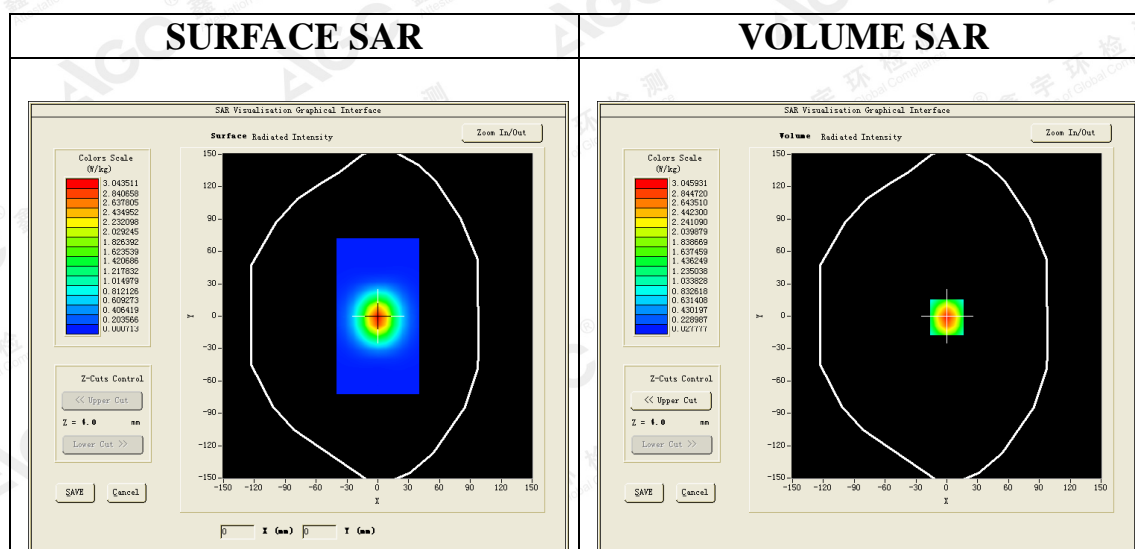 SURFACE SAR
SAR Visualisation Graphical Interface
Surface Radiated Intensity
Zoom In/Out
Colors Scale
(W/kg)
3.043511
2.840658
2.637805
2.434952
2.232098
2.029245
1.826392
1.623539
1.420686
1.217832
1.014979
0.812126
0.609273
0.406419
0.203566
0.000713
150
120
90
60
30
0
-30
-60
-90
-120
-150
Y
-150 -120 -90 -60 -30 0 30 60 90 120 150
X
Z-Cuts Control
<< Upper Cut
Z = 4.0 mm
Lower Cut >>
SAVE Cancel
0 X (mm) 0 Y (mm)
VOLUME SAR
SAR Visualisation Graphical Interface
Volume Radiated Intensity
Zoom In/Out
Colors Scale
(W/kg)
3.045931
2.844720
2.643510
2.442300
2.241090
2.039879
1.838669
1.637459
1.436249
1.235038
1.033828
0.832618
0.631408
0.430197
0.228987
0.027777
150
120
90
60
30
0
-30
-60
-90
-120
-150
Y
-150 -120 -90 -60 -30 0 30 60 90 120 150
X
Z-Cuts Control
<< Upper Cut
Z = 4.0 mm
Lower Cut >>
SAVE Cancel